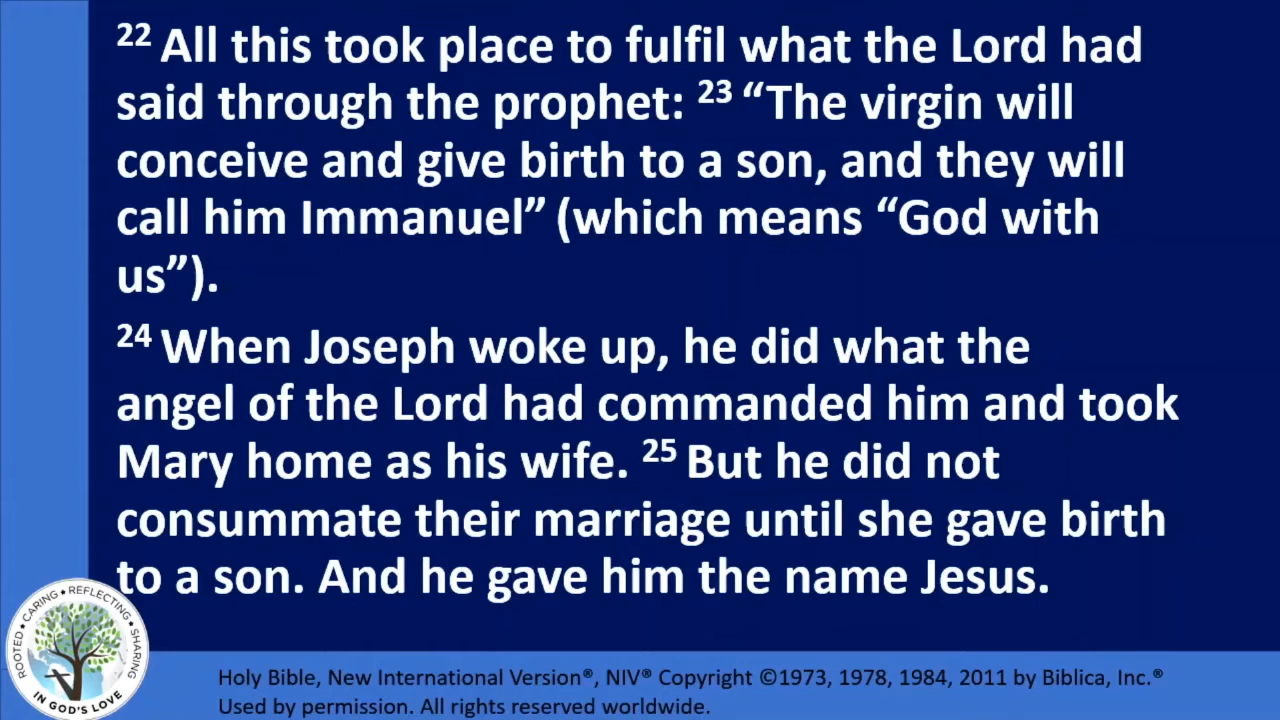 ²² All this took place to fulfil what the Lord had
said through the prophet: ²³ “The virgin will
conceive and give birth to a son, and they will
call him Immanuel” (which means “God with
us”).
²⁴ When Joseph woke up, he did what the
angel of the Lord had commanded him and took
Mary home as his wife. ²⁵ But he did not
consummate their marriage until she gave birth
to a son. And he gave him the name Jesus.
ROOTED • CARING • REFLECTING • SHARING
IN GOD'S LOVE
Holy Bible, New International Version®, NIV® Copyright ©1973, 1978, 1984, 2011 by Biblica, Inc.®
Used by permission. All rights reserved worldwide.